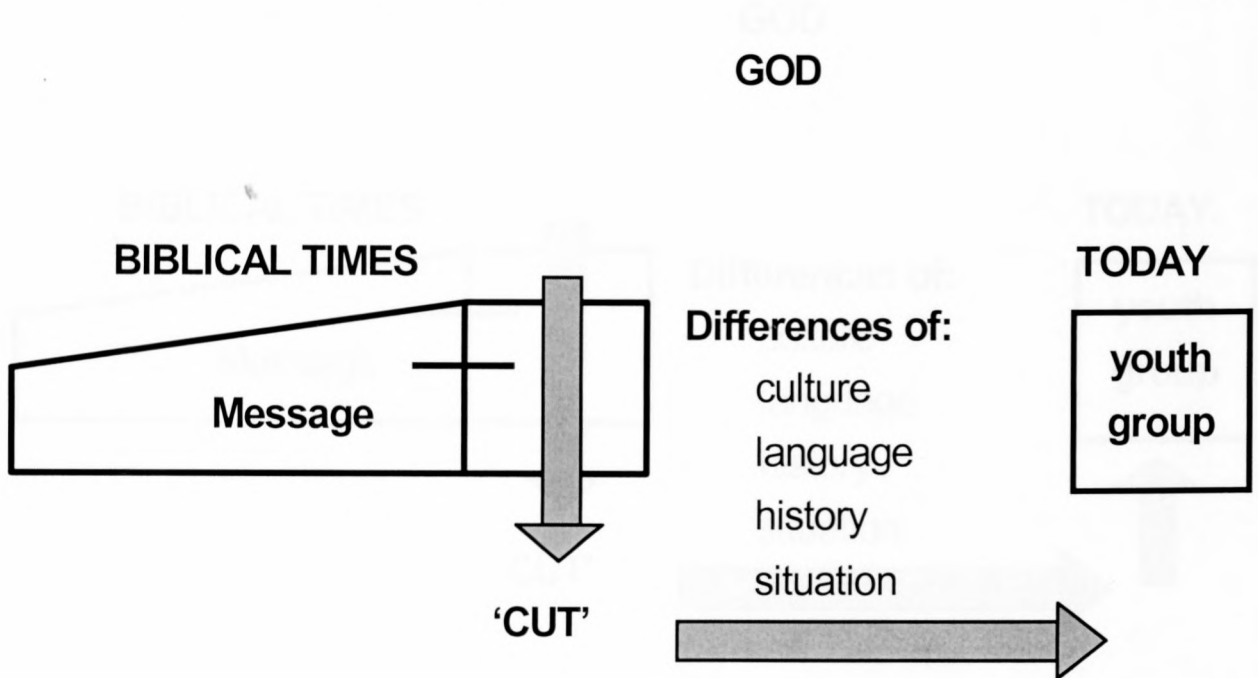 GOD
BIBLICAL TIMES
TODAY
Message
Differences of:
culture
language
history
situation
youth
group
‘CUT’